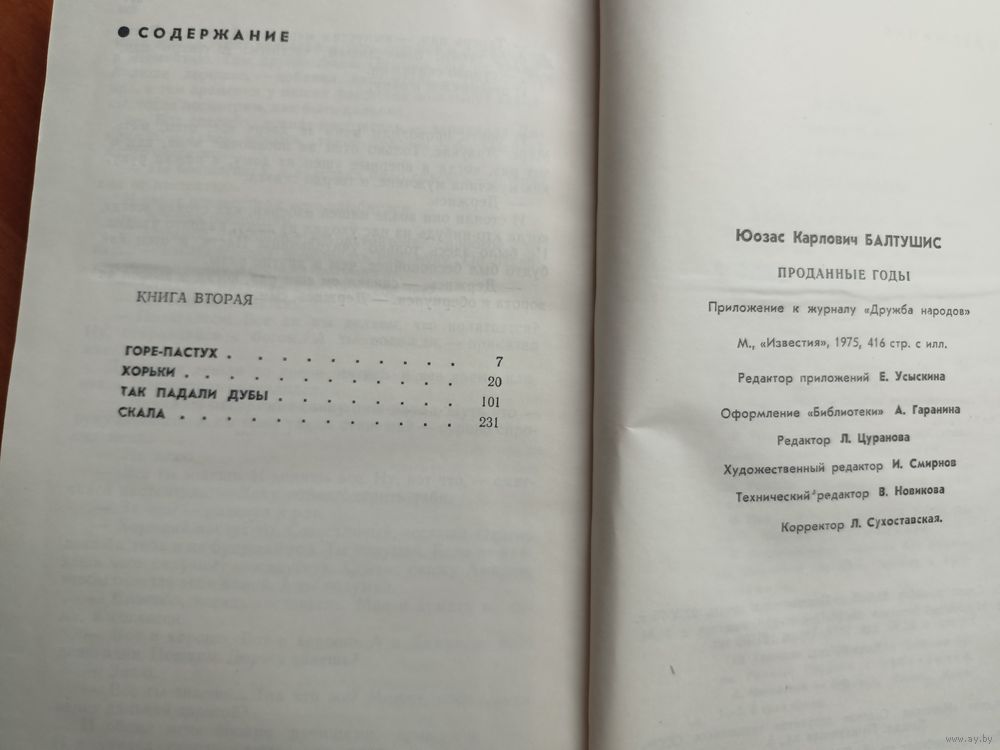 ● СОДЕРЖАНИЕ
КНИГА ВТОРАЯ
ГОРЕ-ПАСТУХ . . . . . . . . . . . . 7
ХОРЬКИ . . . . . . . . . . . . . . 20
ТАК ПАДАЛИ ДУБЫ . . . . . . . . . 101
СКАЛА . . . . . . . . . . . . . . 231
Юозас Карлович БАЛТУШИС
ПРОДАННЫЕ ГОДЫ
Приложение к журналу «Дружба народов»
М., «Известия», 1975, 416 стр. с илл.
Редактор приложений Е. Усыскина
Оформление «Библиотеки» А. Гаранина
Редактор Л. Цуранова
Художественный редактор И. Смирнов
Технический редактор В. Новикова
Корректор Л. Сухоставская.
www.ay.by